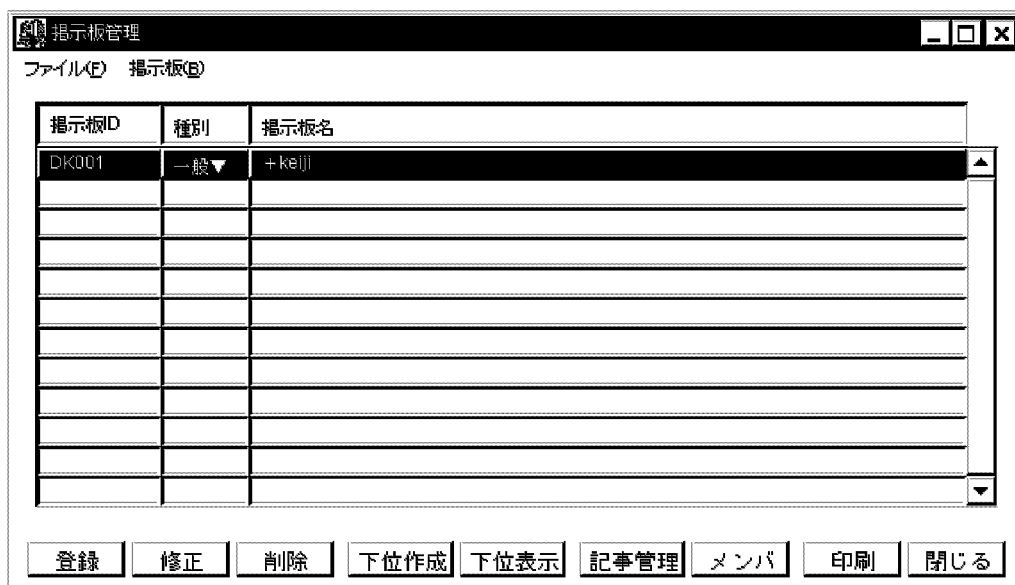 掲示板管理
ファイル(F) 掲示板(B)
掲示板ID 種別 掲示板名
DK001 一般▼ +keiji
登録 修正 削除 下位作成 下位表示 記事管理 メンバ 印刷 閉じる